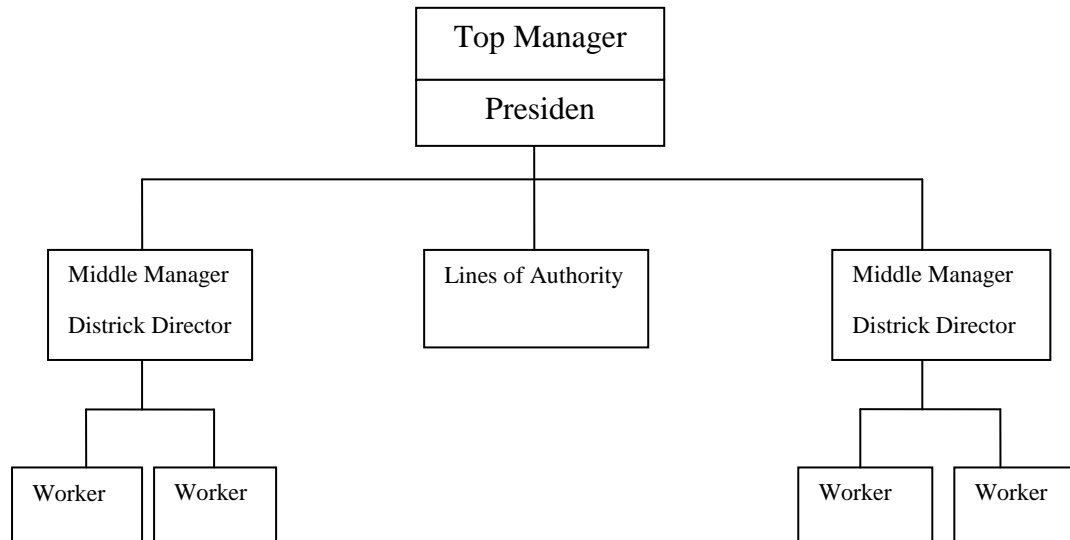 Top Manager
Presiden
Middle Manager
Districk Director
Lines of Authority
Middle Manager
Districk Director
Worker
Worker
Worker
Worker